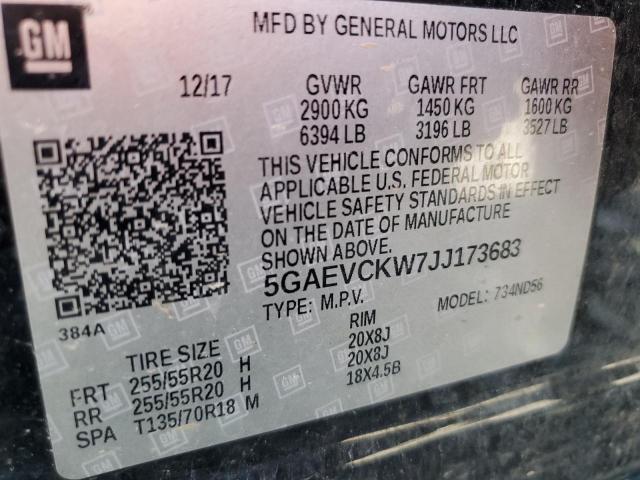 GM
MFD BY GENERAL MOTORS LLC
12/17 GVWR GAWR FRT GAWR RR
2900 KG 1450 KG 1600 KG
6394 LB 3196 LB 3527 LB
THIS VEHICLE CONFORMS TO ALL
APPLICABLE U.S. FEDERAL MOTOR
VEHICLE SAFETY STANDARDS IN EFFECT
ON THE DATE OF MANUFACTURE
SHOWN ABOVE.
5GAEVCKW7JJ173683
TYPE: M.P.V. MODEL: 734ND56
384A
TIRE SIZE RIM
FRT 255/55R20 H 20X8J
RR 255/55R20 H 20X8J
SPA T135/70R18 M 18X4.5B